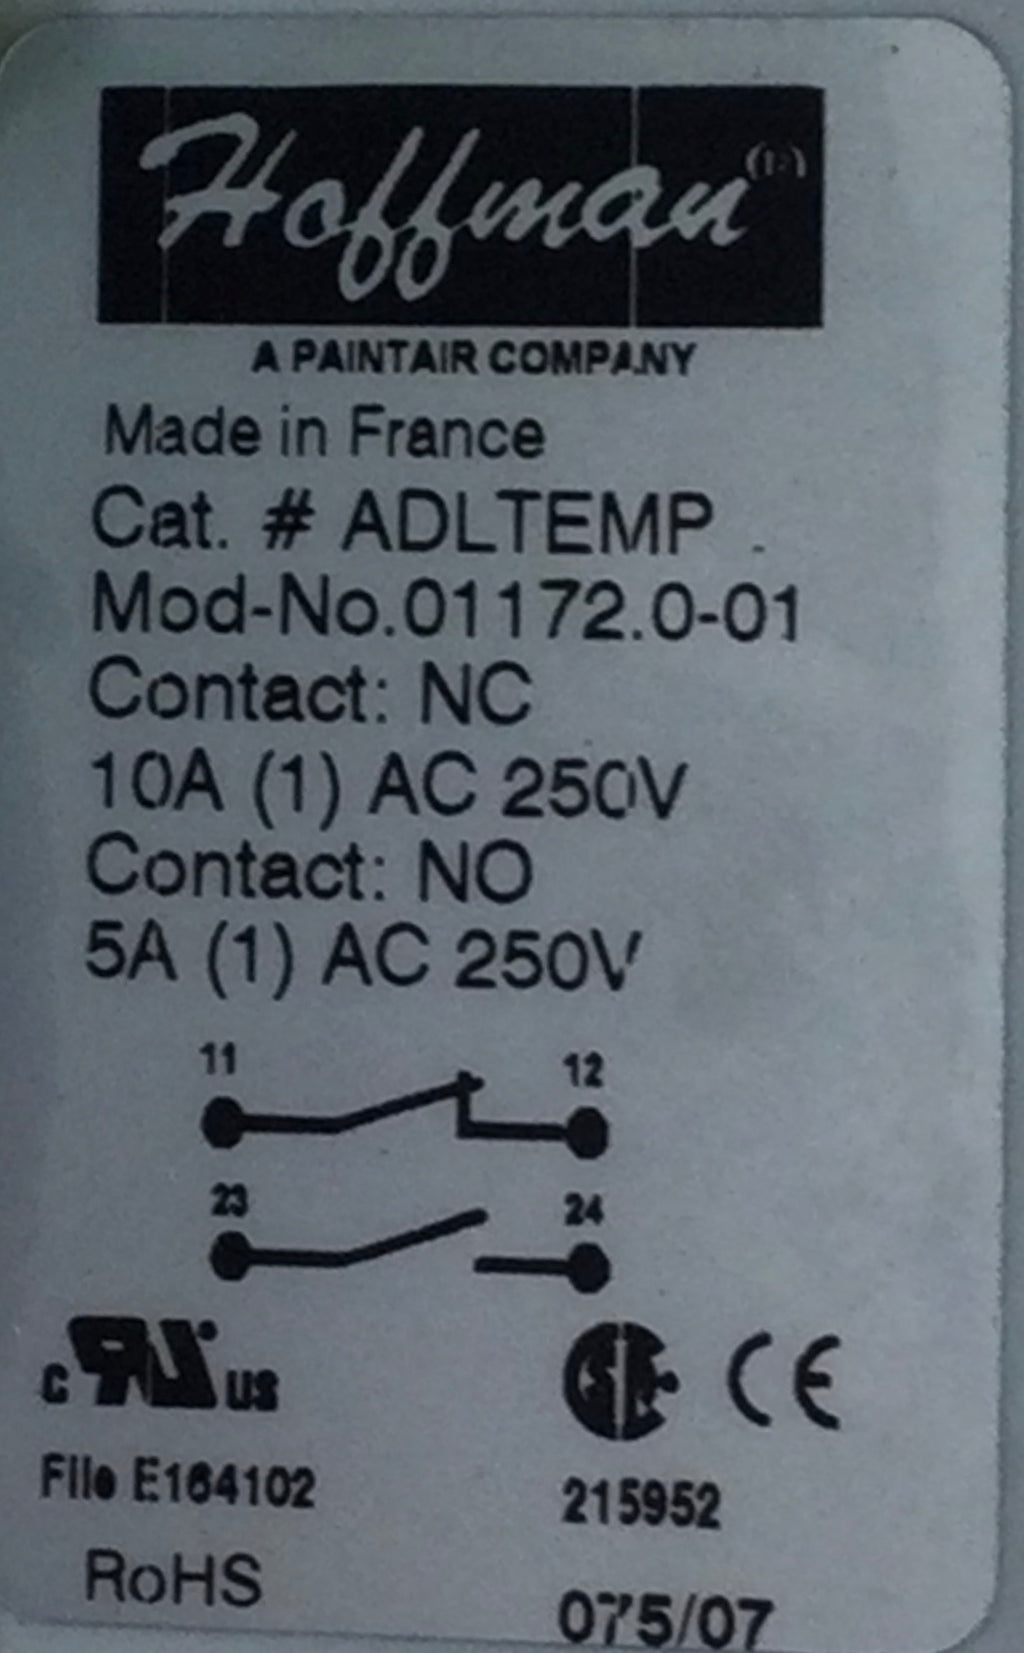 Hoffman
A PAINTAIR COMPANY
Made in France
Cat. # ADLTEMP
Mod-No.01172.0-01
Contact: NC
10A (1) AC 250V
Contact: NO
5A (1) AC 250V
11 12
23 24
c US CE
File E164102 215952
RoHS 075/07